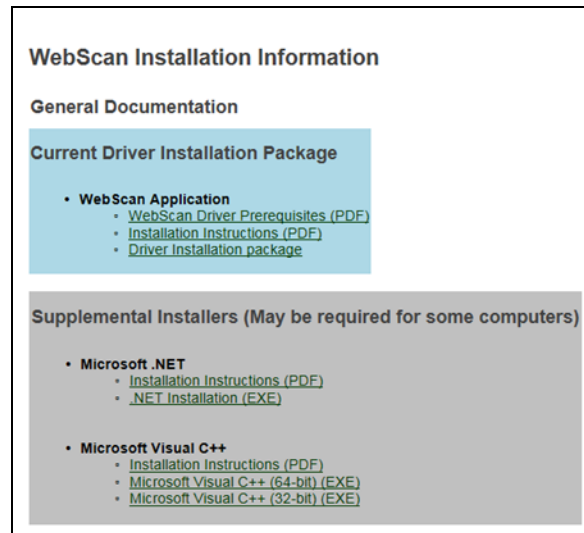 WebScan Installation Information
General Documentation
Current Driver Installation Package
• WebScan Application
◦ WebScan Driver Prerequisites (PDF)
◦ Installation Instructions (PDF)
◦ Driver Installation package
Supplemental Installers (May be required for some computers)
• Microsoft .NET
◦ Installation Instructions (PDF)
◦ .NET Installation (EXE)
• Microsoft Visual C++
◦ Installation Instructions (PDF)
◦ Microsoft Visual C++ (64-bit) (EXE)
◦ Microsoft Visual C++ (32-bit) (EXE)